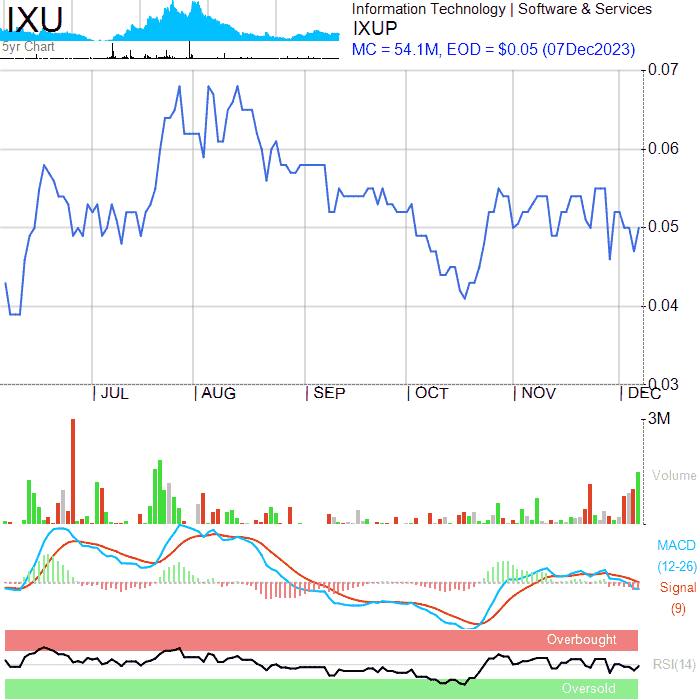 IXU
5yr Chart
Information Technology | Software & Services
IXUP
MC = 54.1M, EOD = $0.05 (07Dec2023)
0.07
0.06
0.05
0.04
0.03
JUL
AUG
SEP
OCT
NOV
DEC
3M
Volume
MACD
(12-26)
Signal
(9)
Overbought
RSI(14)
Oversold